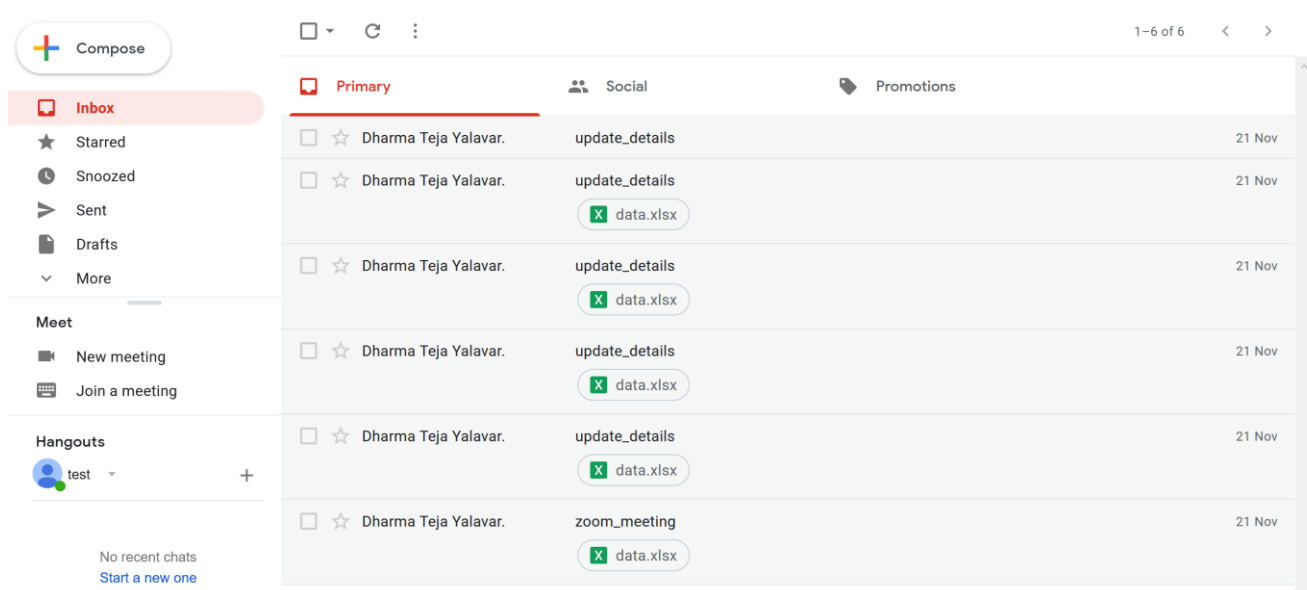 Compose
Inbox
Starred
Snoozed
Sent
Drafts
More
Meet
New meeting
Join a meeting
Hangouts
test
No recent chats
Start a new one
1–6 of 6
Primary Social Promotions
Dharma Teja Yalavar. update_details 21 Nov
Dharma Teja Yalavar. update_details 21 Nov
X data.xlsx
Dharma Teja Yalavar. update_details 21 Nov
X data.xlsx
Dharma Teja Yalavar. update_details 21 Nov
X data.xlsx
Dharma Teja Yalavar. update_details 21 Nov
X data.xlsx
Dharma Teja Yalavar. zoom_meeting 21 Nov
X data.xlsx